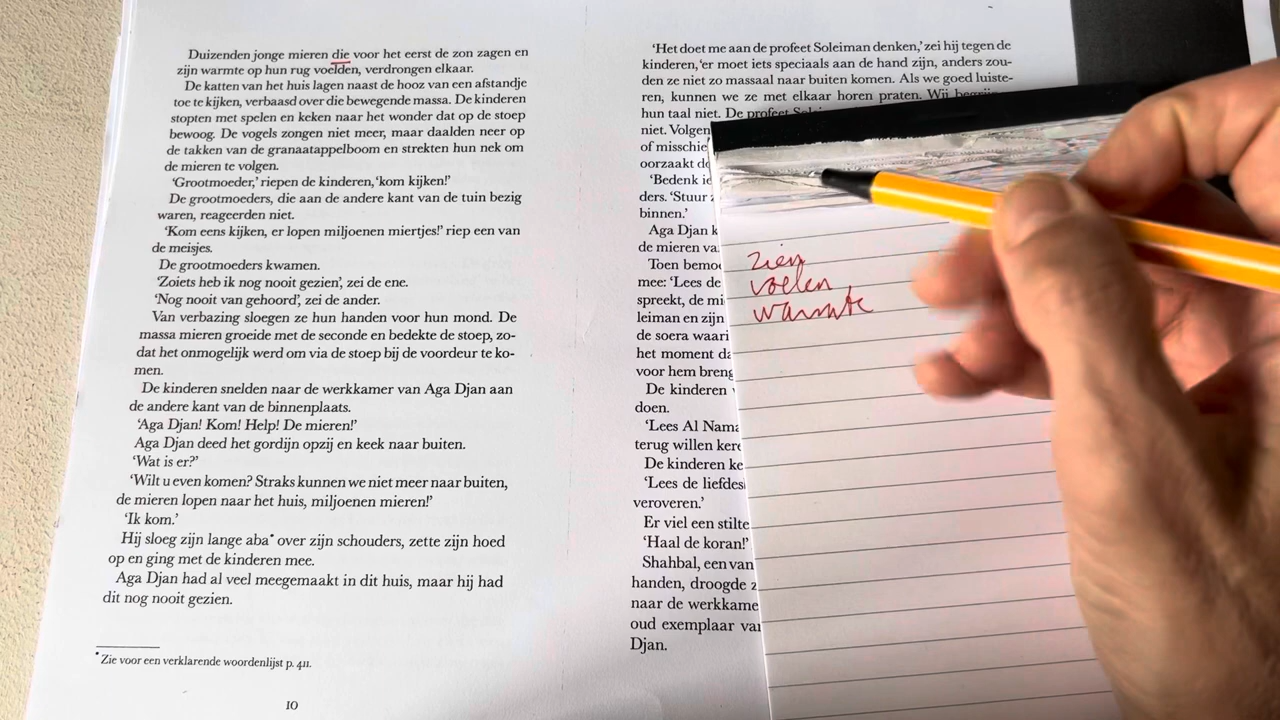 Duizenden jonge mieren die voor het eerst de zon zagen en
zijn warmte op hun rug voelden, verdrongen elkaar.
De katten van het huis lagen naast de hooz van een afstandje
toe te kijken, verbaasd over die bewegende massa. De kinderen
stopten met spelen en keken naar het wonder dat op de stoep
bewoog. De vogels zongen niet meer, maar daalden neer op
de takken van de granaatappelboom en strekten hun nek om
de mieren te volgen.
‘Grootmoeder,’ riepen de kinderen, ‘kom kijken!’
De grootmoeders, die aan de andere kant van de tuin bezig
waren, reageerden niet.
‘Kom eens kijken, er lopen miljoenen miertjes!’ riep een van
de meisjes.
De grootmoeders kwamen.
‘Zoiets heb ik nog nooit gezien’, zei de ene.
‘Nog nooit van gehoord’, zei de ander.
Van verbazing sloegen ze hun handen voor hun mond. De
massa mieren groeide met de seconde en bedekte de stoep, zo-
dat het onmogelijk werd om via de stoep bij de voordeur te ko-
men.
De kinderen snelden naar de werkkamer van Aga Djan aan
de andere kant van de binnenplaats.
‘Aga Djan! Kom! Help! De mieren!’
Aga Djan deed het gordijn opzij en keek naar buiten.
‘Wat is er?’
‘Wilt u even komen? Straks kunnen we niet meer naar buiten,
de mieren lopen naar het huis, miljoenen mieren!’
‘Ik kom.’
Hij sloeg zijn lange aba* over zijn schouders, zette zijn hoed
op en ging met de kinderen mee.
Aga Djan had al veel meegemaakt in dit huis, maar hij had
dit nog nooit gezien.
* Zie voor een verklarende woordenlijst p. 411.
10
‘Het doet me aan de profeet Soleiman denken,’ zei hij tegen de
kinderen, ‘er moet iets speciaals aan de hand zijn, anders zou-
den ze niet zo massaal naar buiten komen. Als we goed luiste-
ren, kunnen we ze met elkaar horen praten. Wij
hun taal niet. De profeet
niet. Volgen
of misschie
oorzaakt
‘Bedenk
ders. ‘Stuur
binnen.’
Aga Djan k
de mieren va
Toen bemoe
mee: ‘Lees de
spreekt, de mi
leiman en zijn
de soera waari
het moment da
voor hem breng
De kinderen
doen.
‘Lees Al Nama
terug willen kere
De kinderen ke
‘Lees de liefdes
veroveren.’
Er viel een stilte
‘Haal de koran!’
Shahbal, een van
handen, droogde
naar de werkkame
oud exemplaar van
Djan.
zien
voelen
warmte